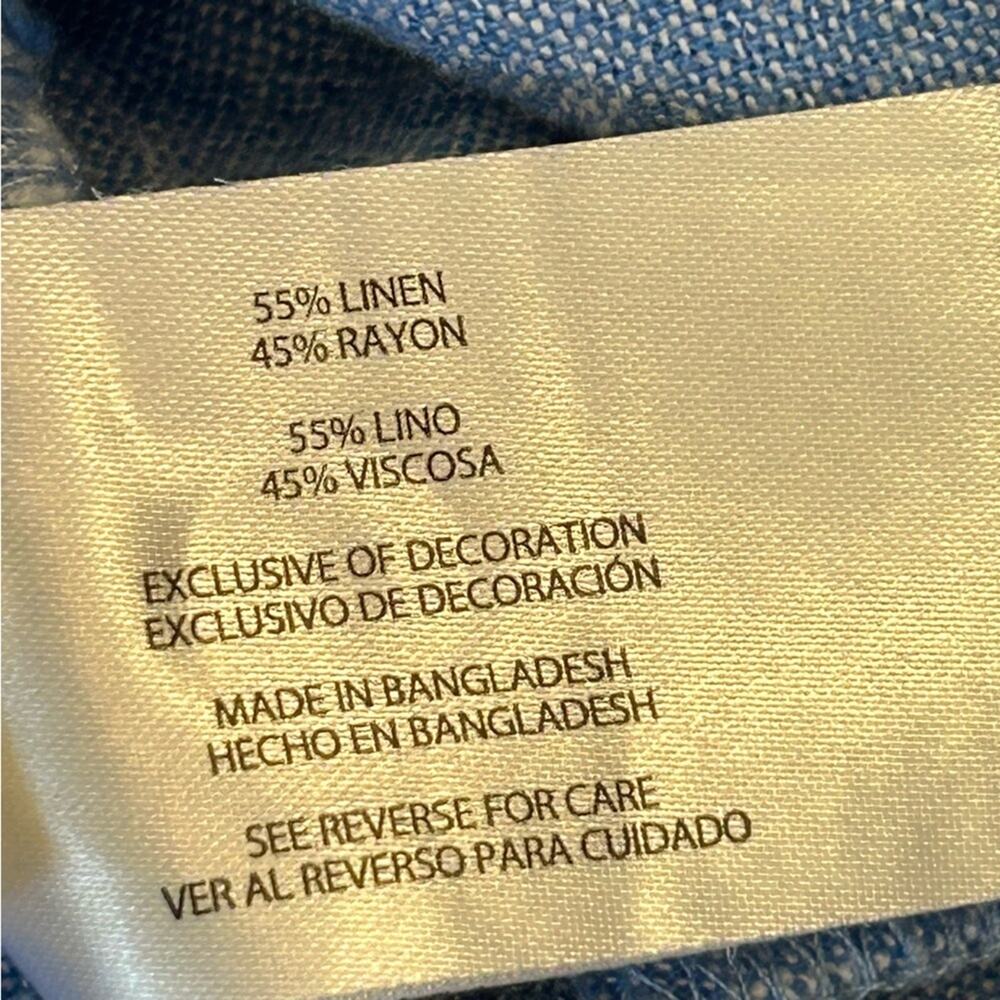 55% LINEN
45% RAYON
55% LINO
45% VISCOSA
EXCLUSIVE OF DECORATION
EXCLUSIVO DE DECORACIÓN
MADE IN BANGLADESH
HECHO EN BANGLADESH
SEE REVERSE FOR CARE
VER AL REVERSO PARA CUIDADO